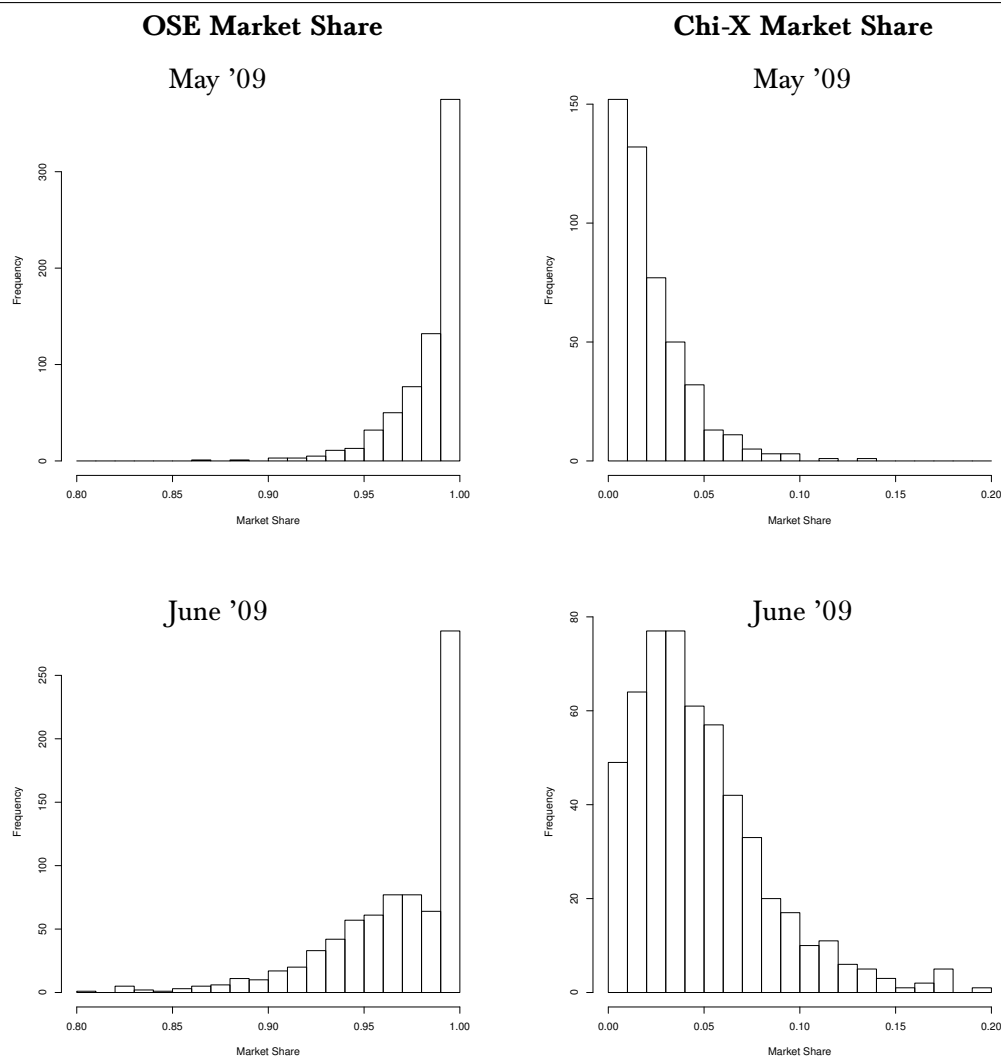 OSE Market Share
Chi-X Market Share
May '09
May '09
Frequency
0
100
200
300
0.80
0.85
0.90
0.95
1.00
Market Share
Frequency
0
50
100
150
0.00
0.05
0.10
0.15
0.20
Market Share
June '09
June '09
Frequency
0
50
100
150
200
250
0.80
0.85
0.90
0.95
1.00
Market Share
Frequency
0
20
40
60
80
0.00
0.05
0.10
0.15
0.20
Market Share